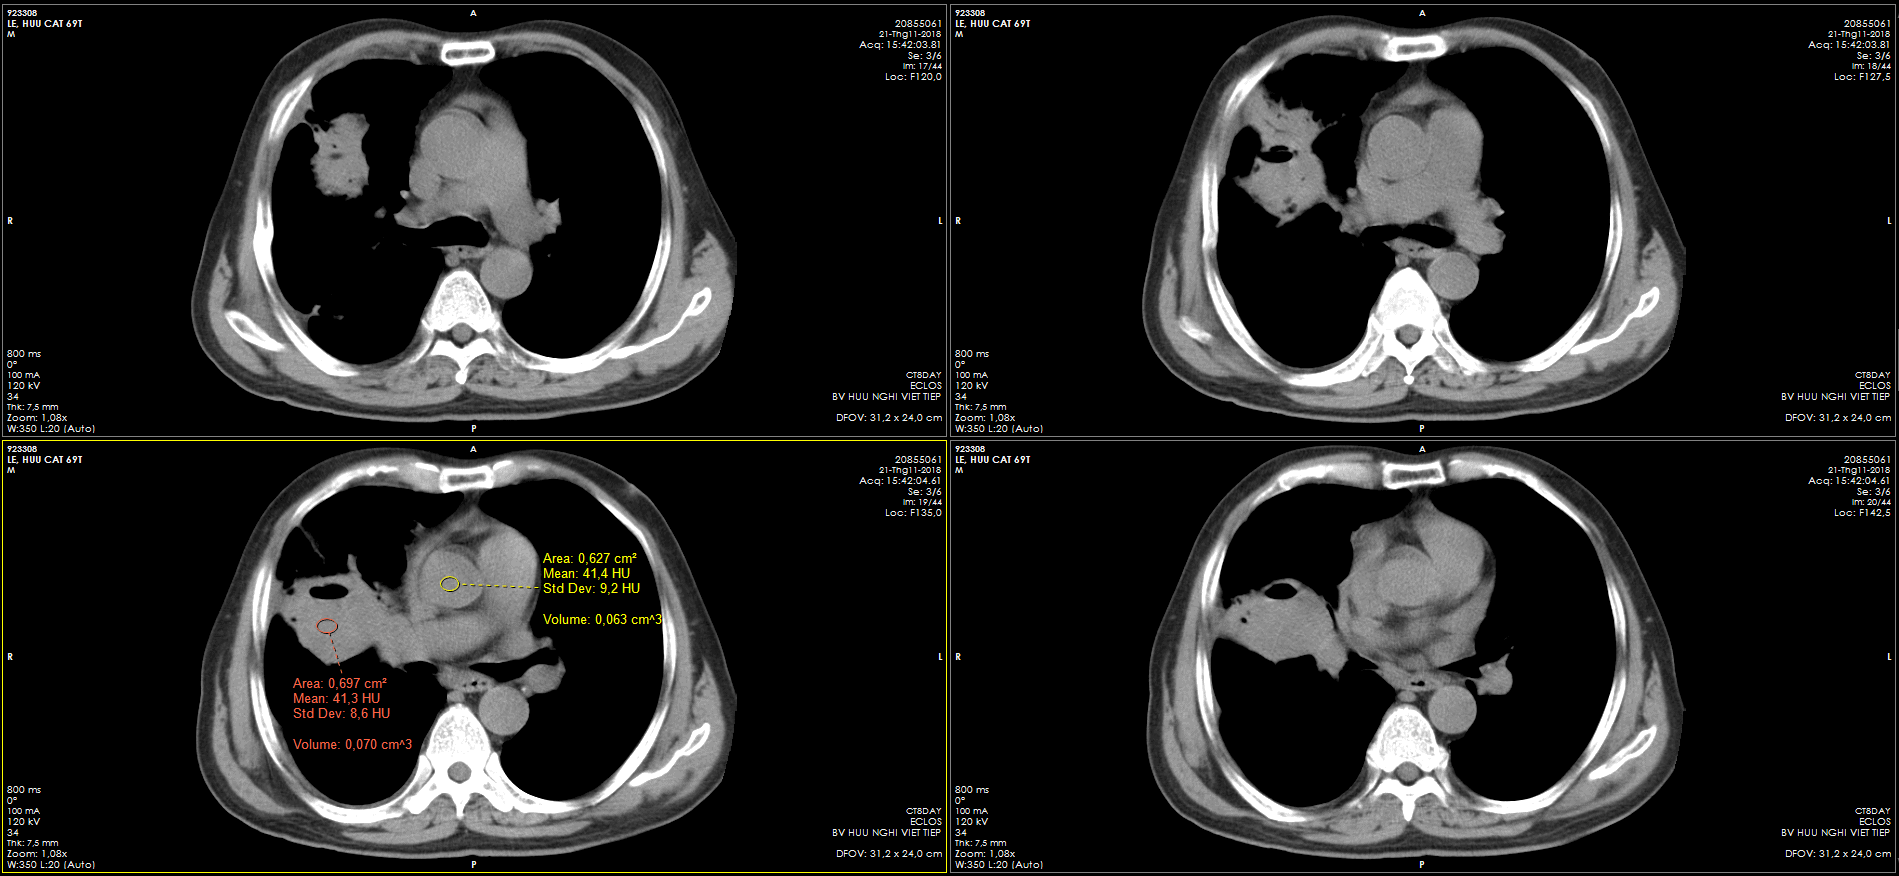 923308
LE, HUU CAT 69T
M
A
20855061
21-Thg11-2018
Acq: 15:42:03.81
Se: 3/6
Im: 17/44
Loc: F120,0
R
L
800 ms
0°
100 mA
120 kV
34
Thk: 7,5 mm
Zoom: 1,08x
W:350 L:20 (Auto)
CT8DAY
ECLOS
BV HUU NGHI VIET TIEP
DFOV: 31,2 x 24,0 cm
P
923308
LE, HUU CAT 69T
M
A
20855061
21-Thg11-2018
Acq: 15:42:03.81
Se: 3/6
Im: 18/44
Loc: F127,5
R
L
800 ms
0°
100 mA
120 kV
34
Thk: 7,5 mm
Zoom: 1,08x
W:350 L:20 (Auto)
CT8DAY
ECLOS
BV HUU NGHI VIET TIEP
DFOV: 31,2 x 24,0 cm
P
923308
LE, HUU CAT 69T
M
A
20855061
21-Thg11-2018
Acq: 15:42:04.61
Se: 3/6
Im: 19/44
Loc: F135,0
Area: 0,627 cm²
Mean: 41,4 HU
Std Dev: 9,2 HU
Volume: 0,063 cm^3
R
L
Area: 0,697 cm²
Mean: 41,3 HU
Std Dev: 8,6 HU
Volume: 0,070 cm^3
800 ms
0°
100 mA
120 kV
34
Thk: 7,5 mm
Zoom: 1,08x
W:350 L:20 (Auto)
CT8DAY
ECLOS
BV HUU NGHI VIET TIEP
DFOV: 31,2 x 24,0 cm
P
923308
LE, HUU CAT 69T
M
A
20855061
21-Thg11-2018
Acq: 15:42:04.61
Se: 3/6
Im: 20/44
Loc: F142,5
R
L
800 ms
0°
100 mA
120 kV
34
Thk: 7,5 mm
Zoom: 1,08x
W:350 L:20 (Auto)
CT8DAY
ECLOS
BV HUU NGHI VIET TIEP
DFOV: 31,2 x 24,0 cm
P